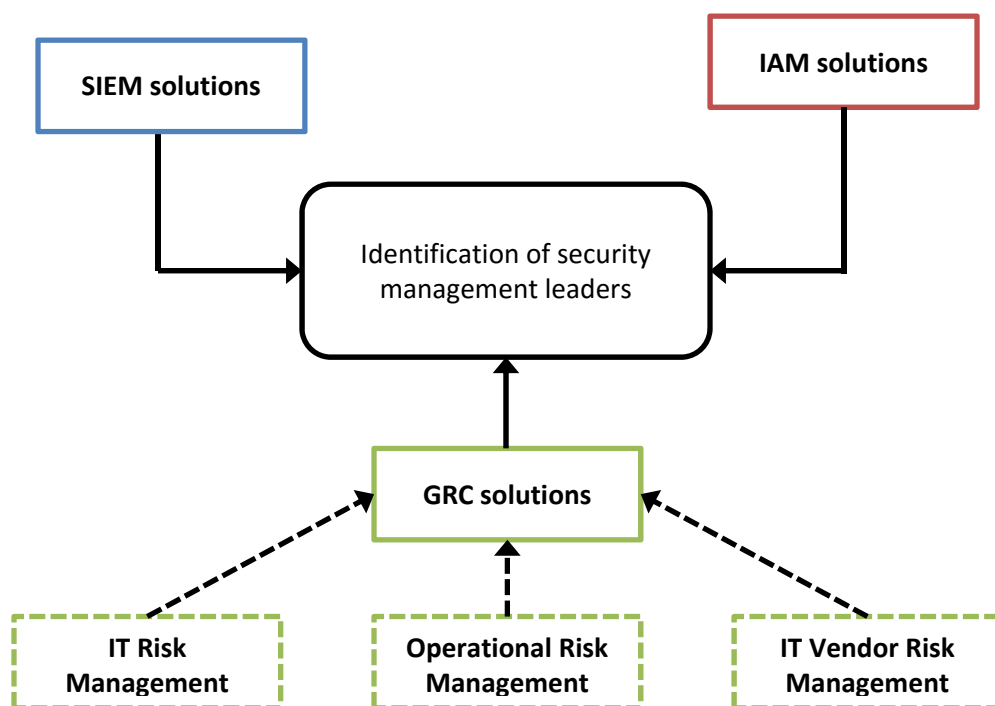 SIEM solutions
IAM solutions
Identification of security
management leaders
GRC solutions
IT Risk
Management
Operational Risk
Management
IT Vendor Risk
Management